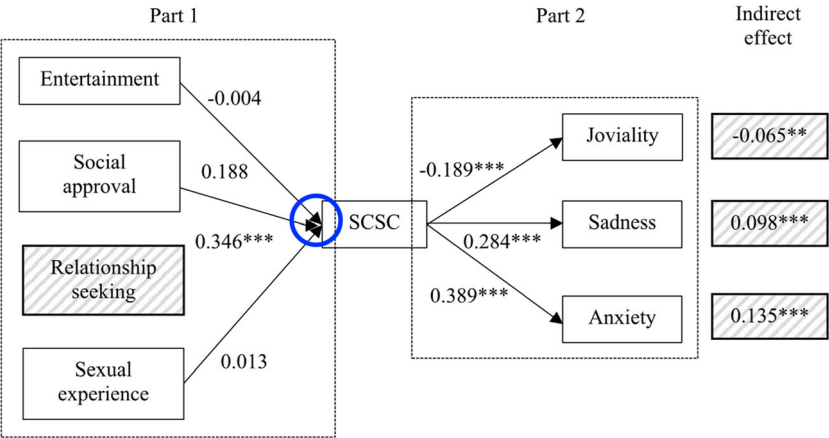 Part 1
Part 2
Indirect
effect
Entertainment
-0.004
Social
approval
0.188
0.346***
Relationship
seeking
Sexual
experience
0.013
SCSC
-0.189***
0.284***
0.389***
Joviality
Sadness
Anxiety
-0.065**
0.098***
0.135***